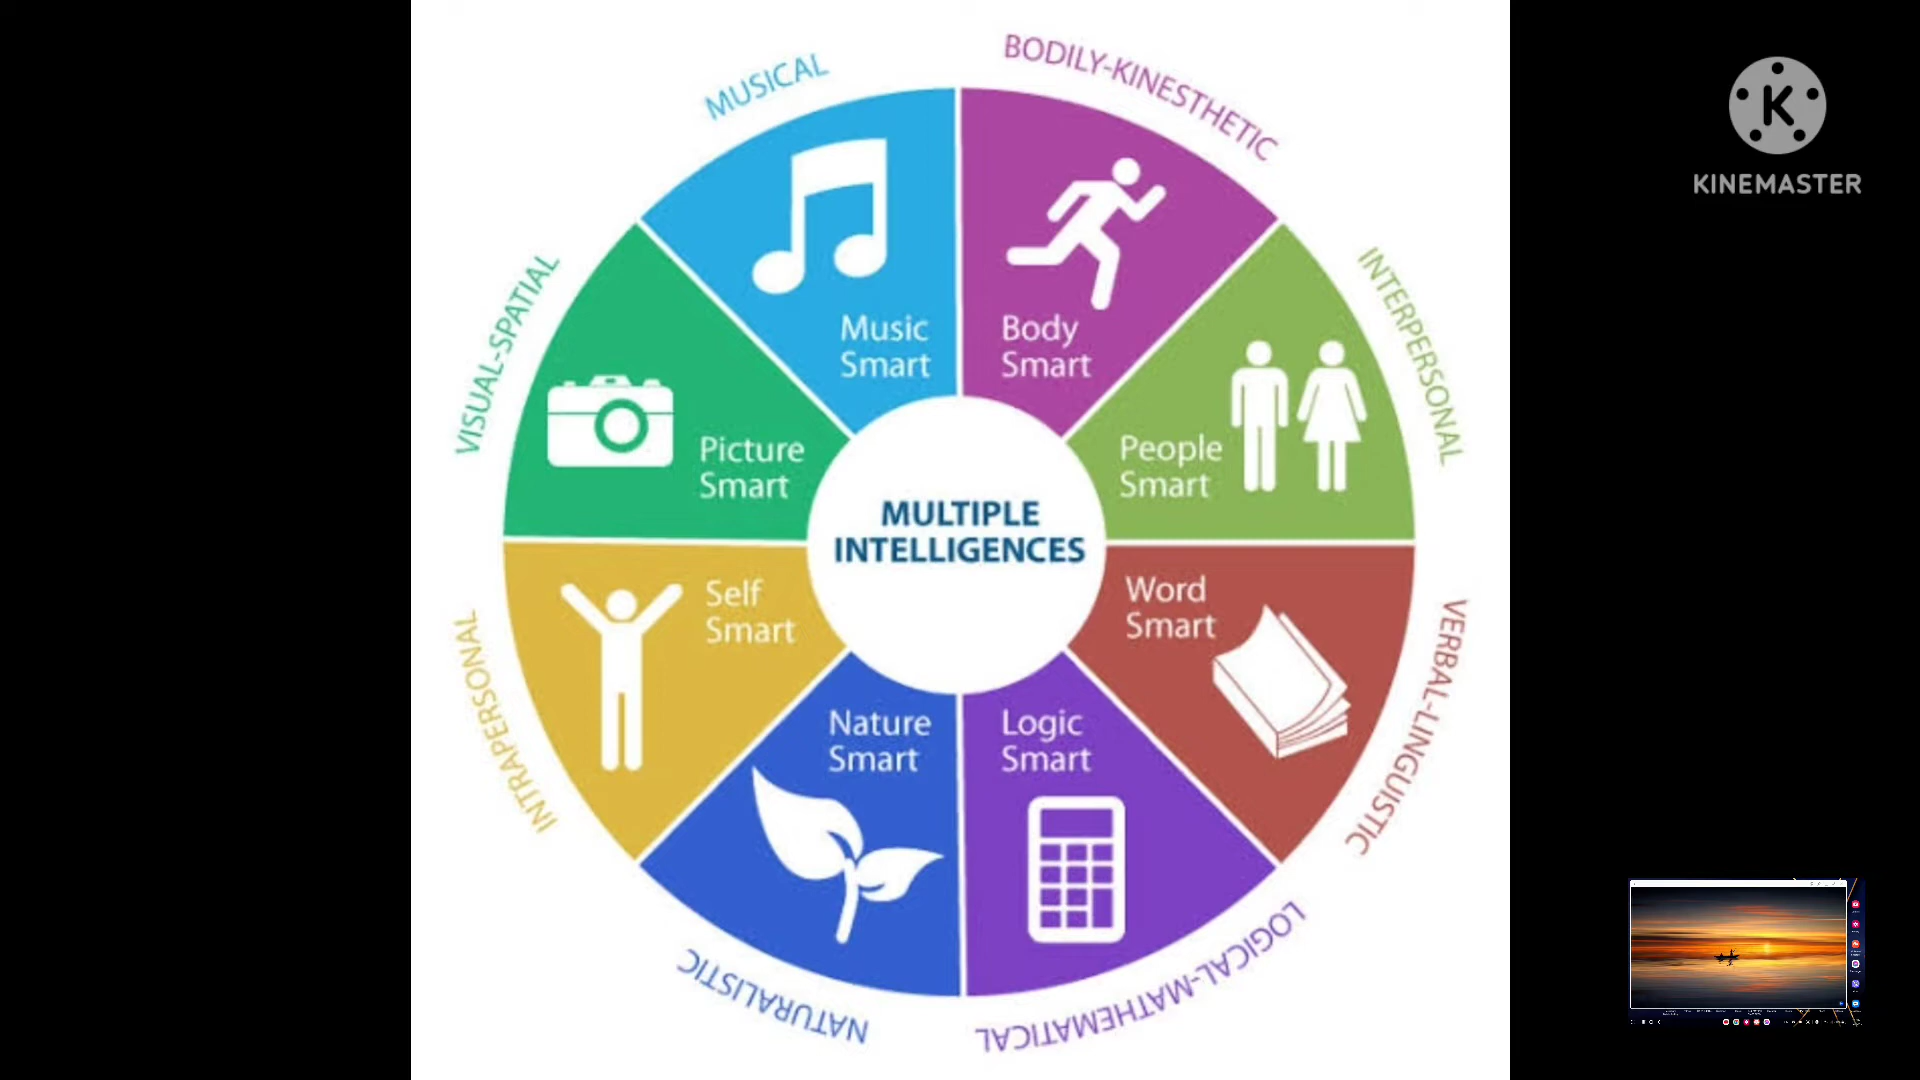 MUSICAL
BODILY-KINESTHETIC
KINEMASTER
K
Music
Smart
Body
Smart
VISUAL-SPATIAL
INTERPERSONAL
Picture
Smart
People
Smart
MULTIPLE
INTELLIGENCES
Self
Smart
Word
Smart
INTRAPERSONAL
VERBAL-LINGUISTIC
Nature
Smart
Logic
Smart
NATURALISTIC
LOGICAL-MATHEMATICAL